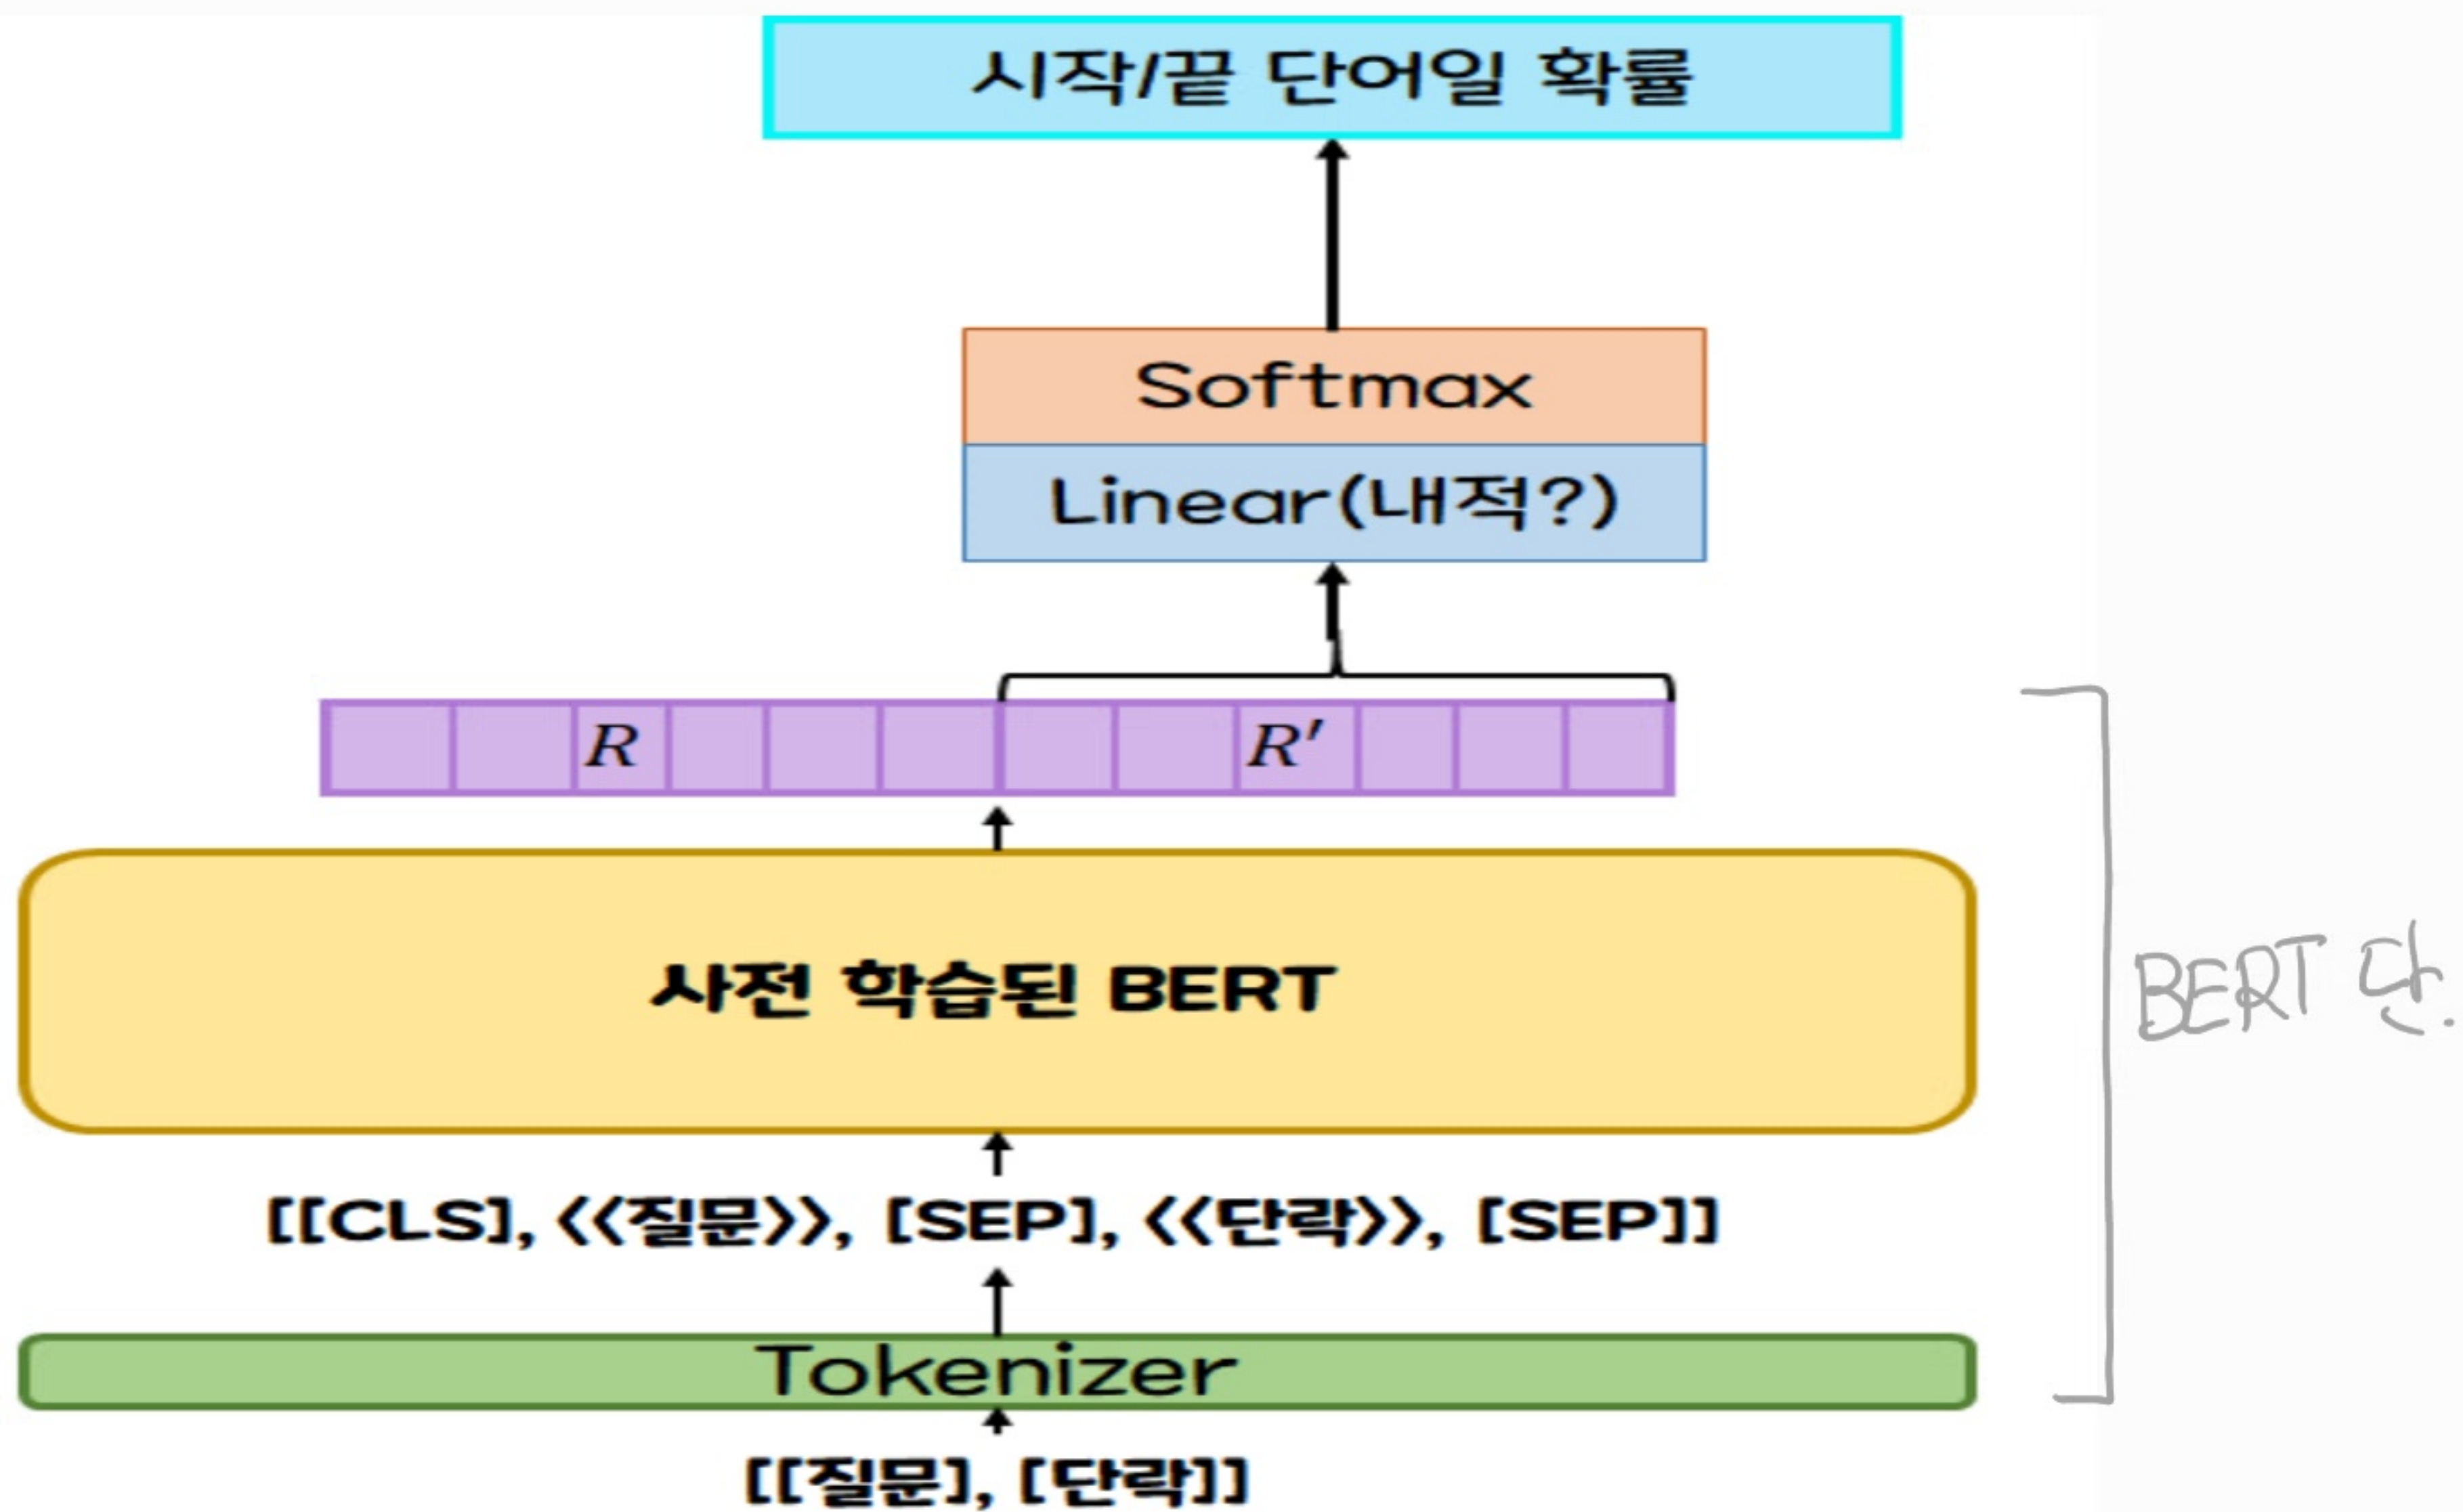 시작/끝 단어일 확률
Softmax
Linear(내적?)
R R′
사전 학습된 BERT
BERT 단.
[[CLS], <<질문>>, [SEP], <<단락>>, [SEP]]
Tokenizer
[[질문], [단락]]